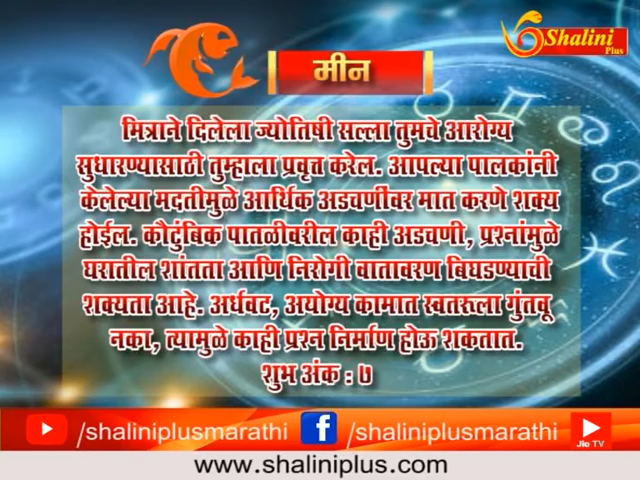 Shalini
Plus
मीन
मित्राने दिलेला ज्योतिषी सल्ला तुमचे आरोग्य
सुधारण्यासाठी तुम्हाला प्रवृत्त करेल. आपल्या पालकांनी
केलेल्या मदतीमुळे आर्थिक अडचणींवर मात करणे शक्य
होईल. कौटुंबिक पातळीवरील काही अडचणी, प्रश्नांमुळे
घरातील शांतता आणि निरोगी वातावरण बिघडण्याची
शक्यता आहे. अर्धवट, अयोग्य कामात स्वतःला गुंतवू
नका, त्यामुळे काही प्रश्न निर्माण होऊ शकतात.
शुभ अंक : ७
/shaliniplusmarathi /shaliniplusmarathi Jio TV
www.shaliniplus.com